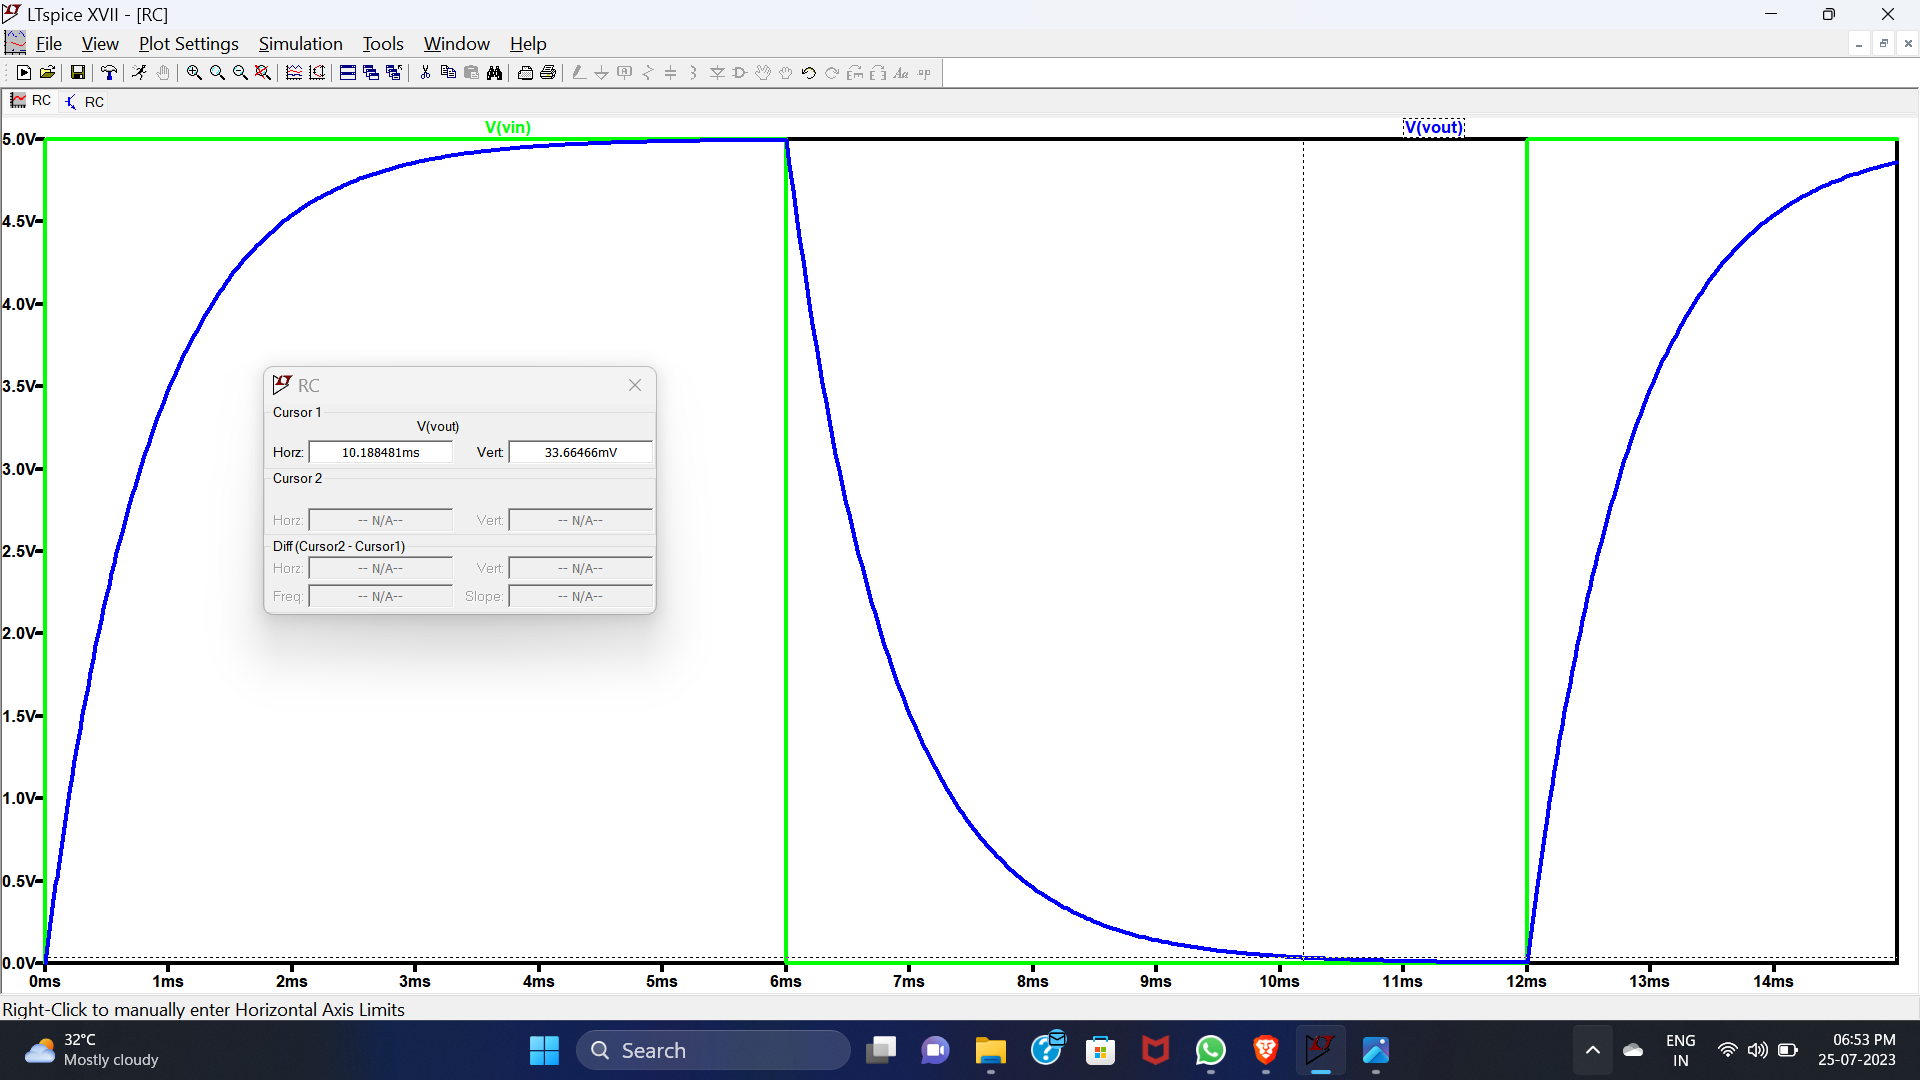 LTspice XVII - [RC]
File View Plot Settings Simulation Tools Window Help
RC RC
V(vin) V(vout)
5.0V
4.5V
4.0V
3.5V
3.0V
2.5V
2.0V
1.5V
1.0V
0.5V
0.0V
RC
Cursor 1
V(vout)
Horz: 10.188481ms Vert: 33.66466mV
Cursor 2
Horz: -- N/A-- Vert: -- N/A--
Diff (Cursor2 - Cursor1)
Horz: -- N/A-- Vert: -- N/A--
Freq: -- N/A-- Slope: -- N/A--
0ms 1ms 2ms 3ms 4ms 5ms 6ms 7ms 8ms 9ms 10ms 11ms 12ms 13ms 14ms
Right-Click to manually enter Horizontal Axis Limits
32°C
Mostly cloudy
Search
ENG
IN
06:53 PM
25-07-2023